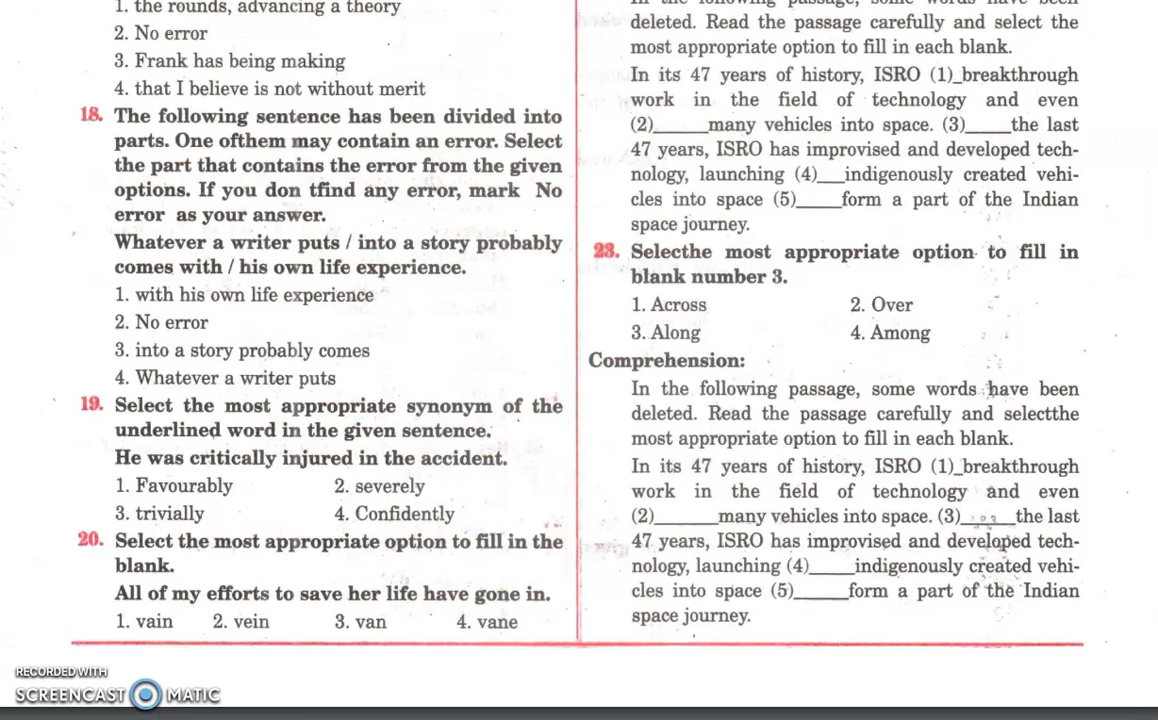 1. the rounds, advancing a theory
2. No error
3. Frank has being making
4. that I believe is not without merit
18. The following sentence has been divided into
parts. One ofthem may contain an error. Select
the part that contains the error from the given
options. If you don tfind any error, mark No
error as your answer.
Whatever a writer puts / into a story probably
comes with / his own life experience.
1. with his own life experience
2. No error
3. into a story probably comes
4. Whatever a writer puts
19. Select the most appropriate synonym of the
underlined word in the given sentence.
He was critically injured in the accident.
1. Favourably 2. severely
3. trivially 4. Confidently
20. Select the most appropriate option to fill in the
blank.
All of my efforts to save her life have gone in.
1. vain 2. vein 3. van 4. vane
In the following passage, some words have been
deleted. Read the passage carefully and select the
most appropriate option to fill in each blank.
In its 47 years of history, ISRO (1)_breakthrough
work in the field of technology and even
(2)_____many vehicles into space. (3)____the last
47 years, ISRO has improvised and developed tech-
nology, launching (4)__indigenously created vehi-
cles into space (5)____form a part of the Indian
space journey.
23. Selecthe most appropriate option to fill in
blank number 3.
1. Across 2. Over
3. Along 4. Among
Comprehension:
In the following passage, some words have been
deleted. Read the passage carefully and selectthe
most appropriate option to fill in each blank.
In its 47 years of history, ISRO (1)_breakthrough
work in the field of technology and even
(2)______many vehicles into space. (3)_____the last
47 years, ISRO has improvised and developed tech-
nology, launching (4)____indigenously created vehi-
cles into space (5)_____form a part of the Indian
space journey.
RECORDED WITH
SCREENCAST MATIC